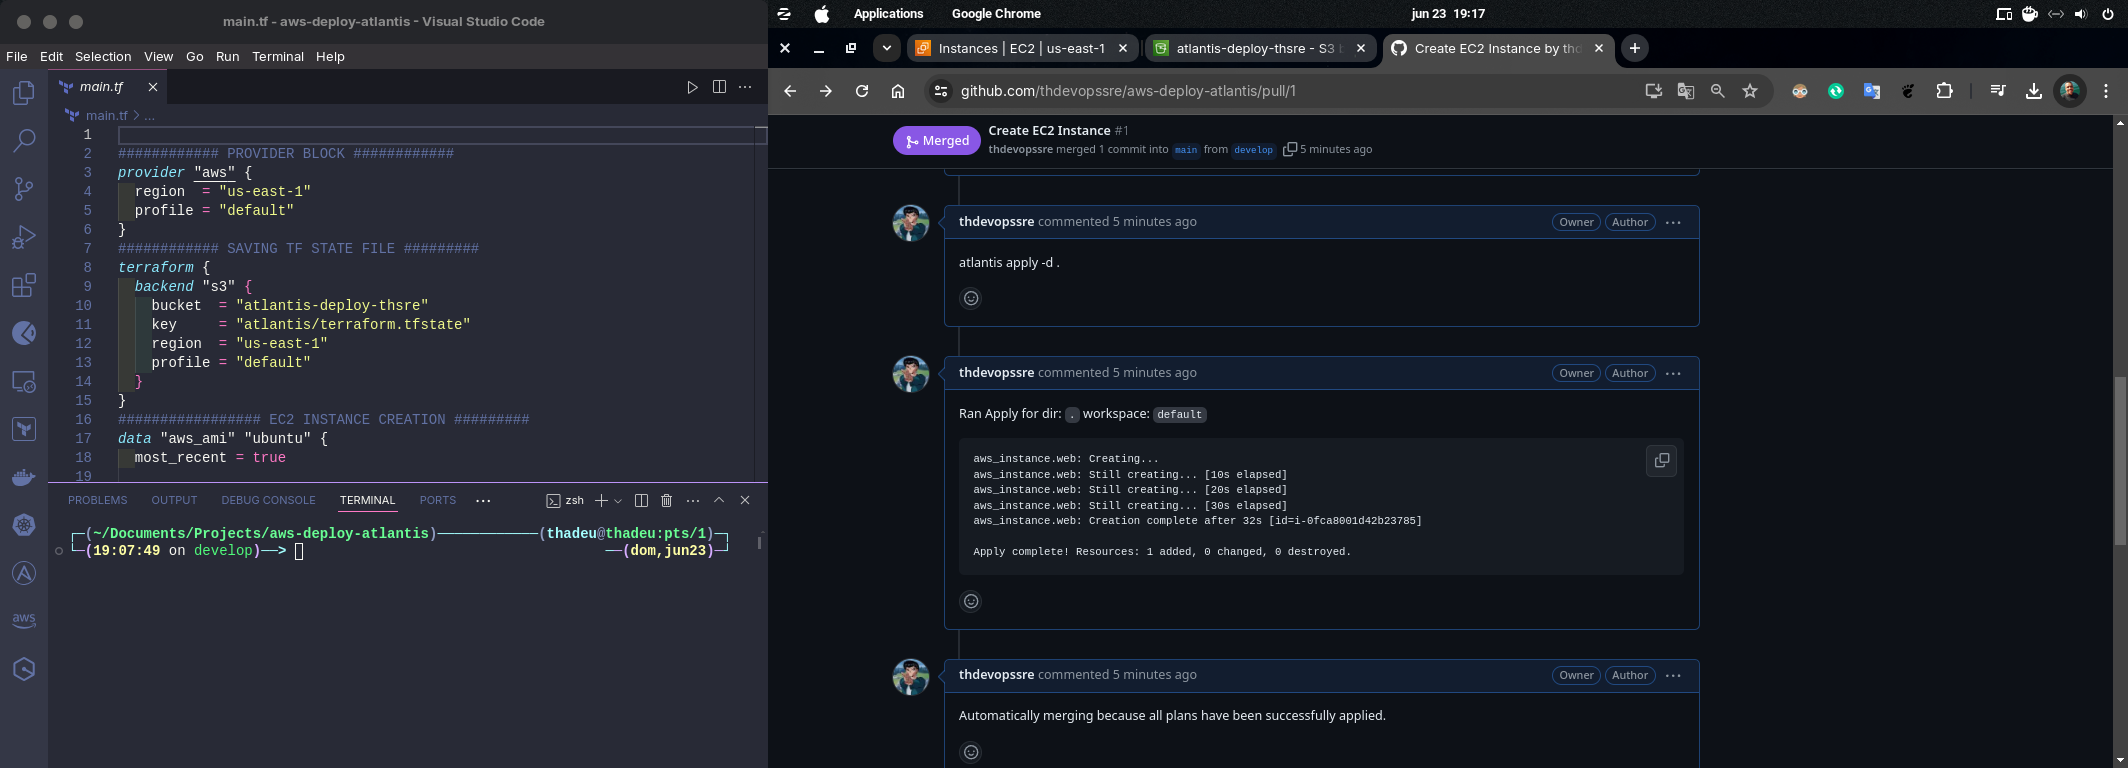 main.tf - aws-deploy-atlantis - Visual Studio Code
File Edit Selection View Go Run Terminal Help
main.tf
main.tf > ...
1
2 ############ PROVIDER BLOCK ############
3 provider "aws" {
4 region = "us-east-1"
5 profile = "default"
6 }
7 ############ SAVING TF STATE FILE #########
8 terraform {
9 backend "s3" {
10 bucket = "atlantis-deploy-thsre"
11 key = "atlantis/terraform.tfstate"
12 region = "us-east-1"
13 profile = "default"
14 }
15 }
16 ################# EC2 INSTANCE CREATION #########
17 data "aws_ami" "ubuntu" {
18 most_recent = true
19
PROBLEMS OUTPUT DEBUG CONSOLE TERMINAL PORTS ... zsh
(~/Documents/Projects/aws-deploy-atlantis)────────────(thadeu@thadeu:pts/1)
(19:07:49 on develop)──> ──(dom,jun23)
aws
Applications Google Chrome jun 23 19:17
Instances | EC2 | us-east-1
atlantis-deploy-thsre - S3 b
Create EC2 Instance by thd
github.com/thdevopssre/aws-deploy-atlantis/pull/1
Merged
Create EC2 Instance #1
thdevopssre merged 1 commit into main from develop 5 minutes ago
thdevopssre commented 5 minutes ago Owner Author ...
atlantis apply -d .
thdevopssre commented 5 minutes ago Owner Author ...
Ran Apply for dir: . workspace: default
aws_instance.web: Creating...
aws_instance.web: Still creating... [10s elapsed]
aws_instance.web: Still creating... [20s elapsed]
aws_instance.web: Still creating... [30s elapsed]
aws_instance.web: Creation complete after 32s [id=i-0fca8001d42b23785]
Apply complete! Resources: 1 added, 0 changed, 0 destroyed.
thdevopssre commented 5 minutes ago Owner Author ...
Automatically merging because all plans have been successfully applied.